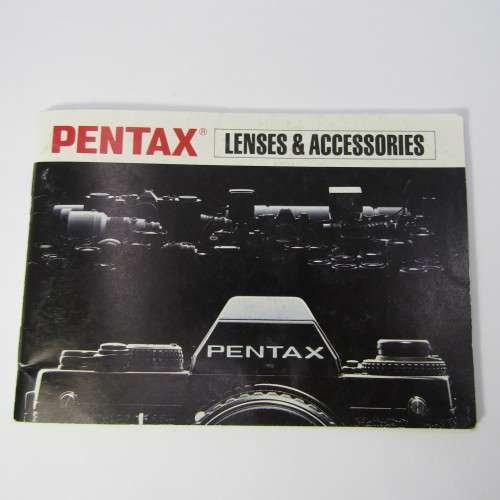 PENTAX® LENSES & ACCESSORIES
PENTAX